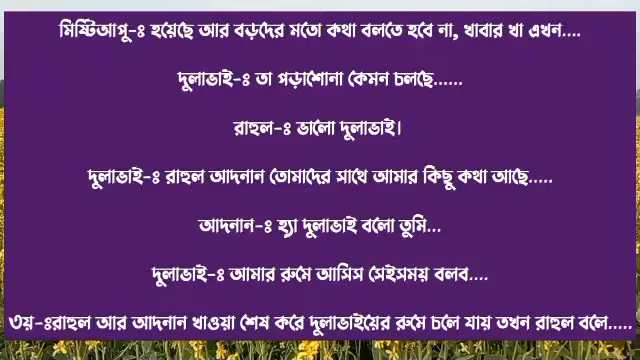 মিষ্টিআপু-ঃ হয়েছে আর বড়দের মতো কথা বলতে হবে না, খাবার খা এখন....
দুলাভাই-ঃ তা পড়াশোনা কেমন চলছে......
রাহুল-ঃ ভালো দুলাভাই।
দুলাভাই-ঃ রাহুল আদনান তোমাদের সাথে আমার কিছু কথা আছে.....
আদনান-ঃ হ্যা দুলাভাই বলো তুমি...
দুলাভাই-ঃ আমার রুমে আসিস সেইসময় বলব....
৩য়-ঃরাহুল আর আদনান খাওয়া শেষ করে দুলাভাইয়ের রুমে চলে যায় তখন রাহুল বলে.....